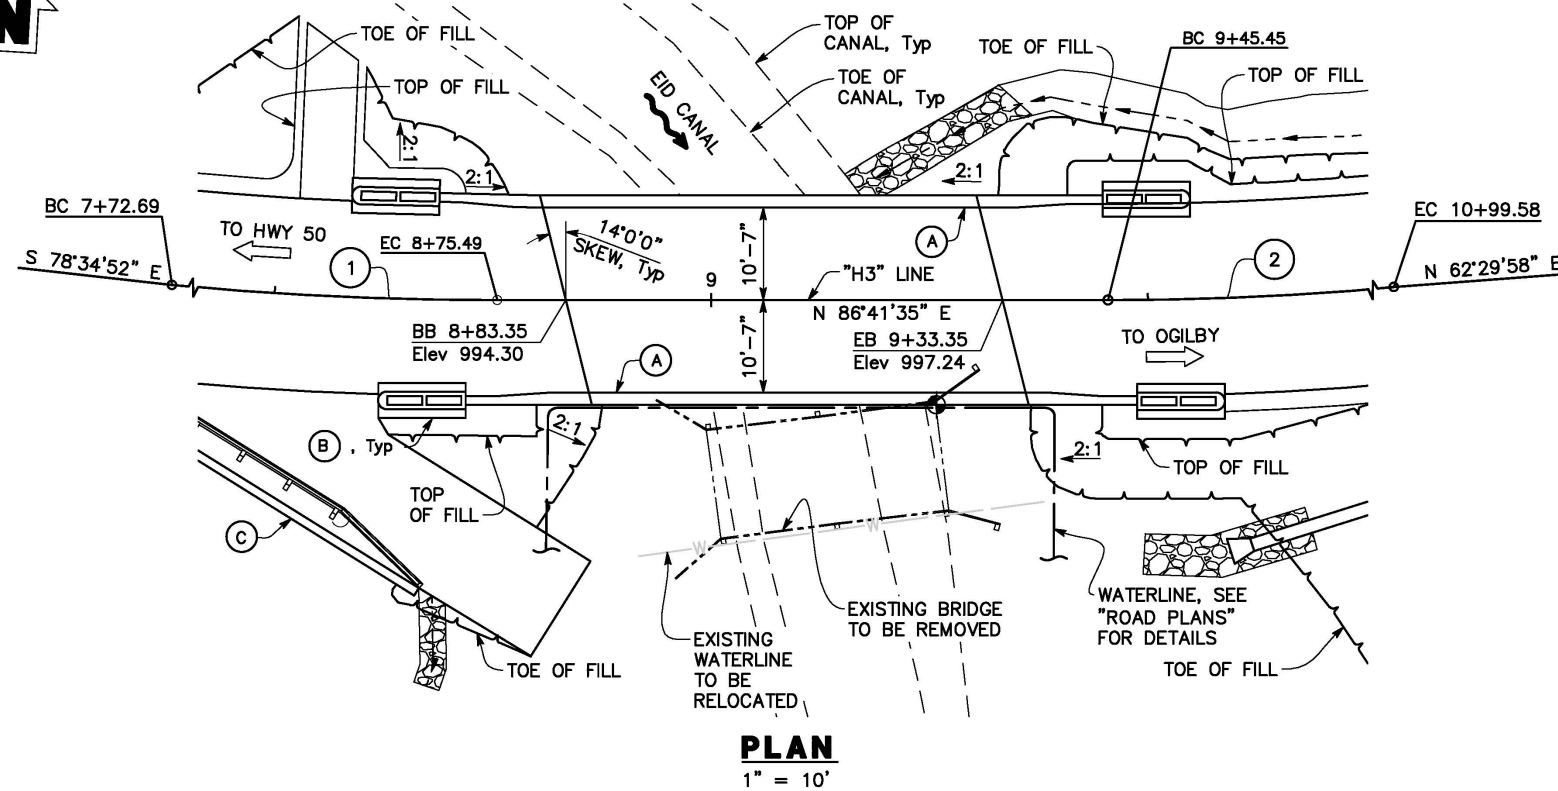 N
TOE OF FILL
TOP OF FILL
2:1
2:1
EID CANAL
TOP OF
CANAL, Typ
TOE OF
CANAL, Typ
TOE OF FILL
BC 9+45.45
TOP OF FILL
2:1
BC 7+72.69
TO HWY 50
S 78°34'52" E
1
EC 8+75.49
14°0'0"
SKEW, Typ
10'-7"
9
"H3" LINE
N 86°41'35" E
A
2
EC 10+99.58
N 62°29'58" E
BB 8+83.35
Elev 994.30
10'-7"
EB 9+33.35
Elev 997.24
TO OGILBY
A
B , Typ
2:1
2:1
TOP OF FILL
TOP
OF FILL
C
W
W
EXISTING BRIDGE
TO BE REMOVED
WATERLINE, SEE
"ROAD PLANS"
FOR DETAILS
EXISTING
WATERLINE
TO BE
RELOCATED
TOE OF FILL
TOE OF FILL
PLAN
1" = 10'